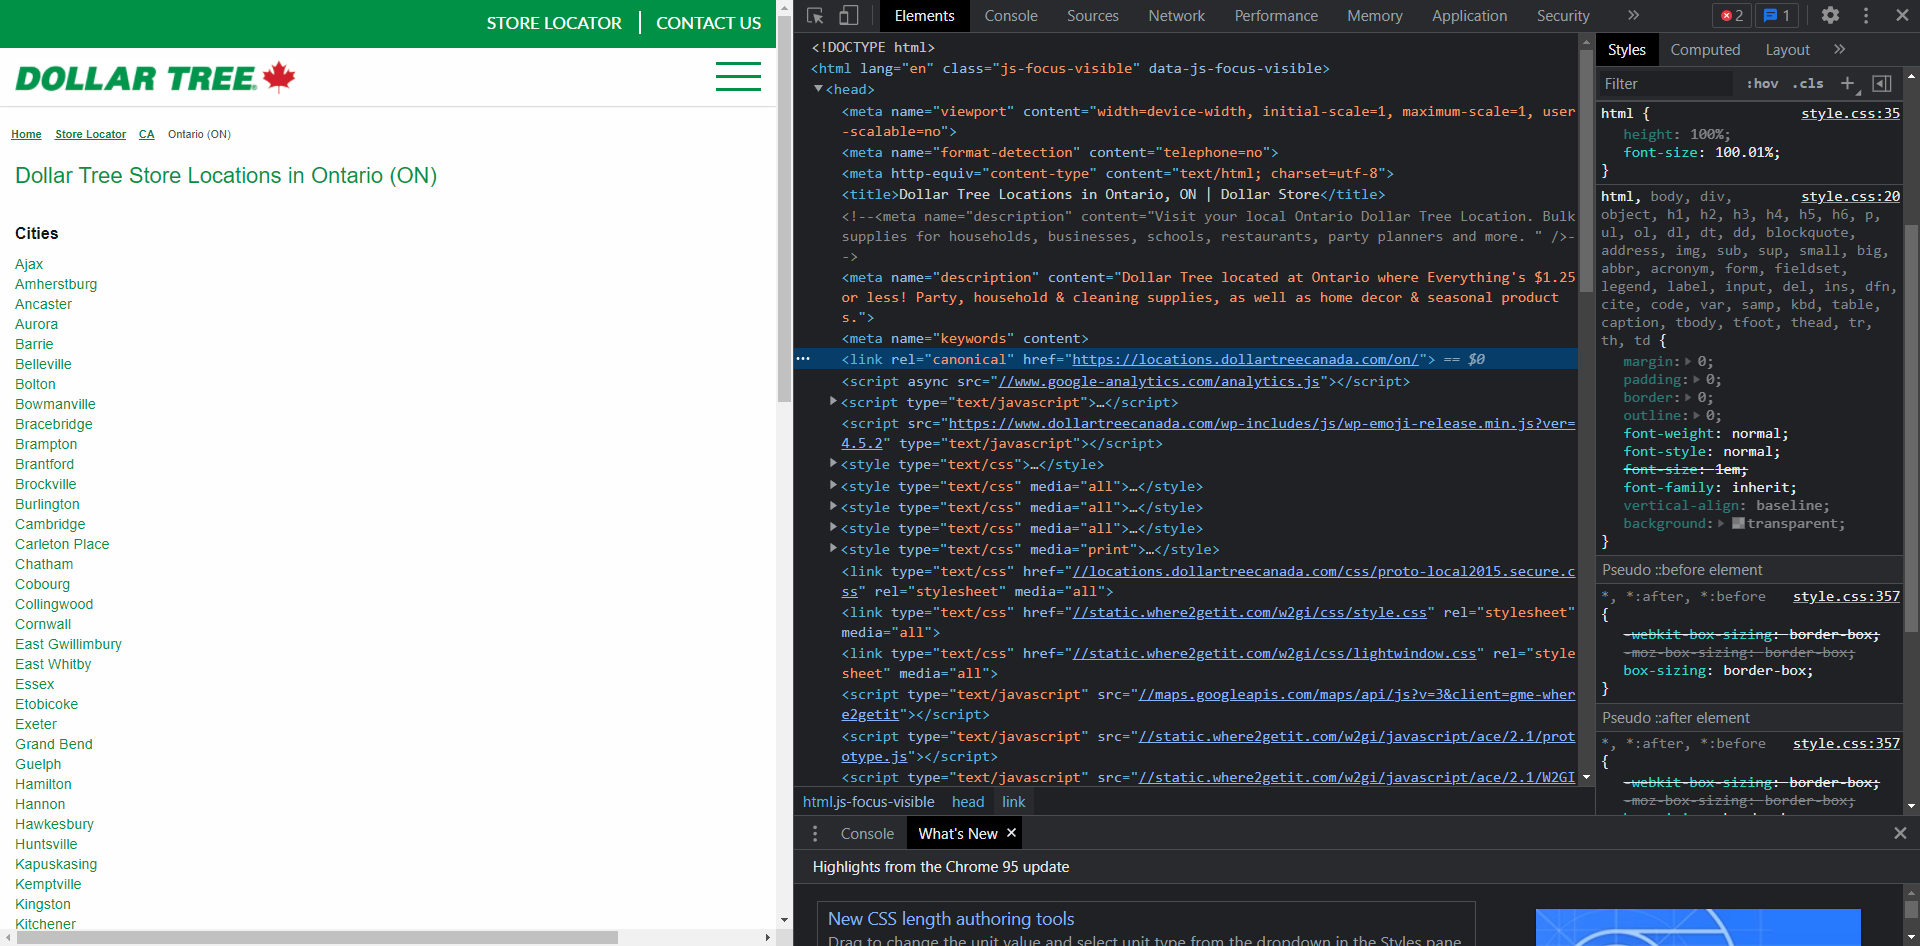 STORE LOCATOR | CONTACT US
DOLLAR TREE
Home Store Locator CA Ontario (ON)
Dollar Tree Store Locations in Ontario (ON)
Cities
Ajax
Amherstburg
Ancaster
Aurora
Barrie
Belleville
Bolton
Bowmanville
Bracebridge
Brampton
Brantford
Brockville
Burlington
Cambridge
Carleton Place
Chatham
Cobourg
Collingwood
Cornwall
East Gwillimbury
East Whitby
Essex
Etobicoke
Exeter
Grand Bend
Guelph
Hamilton
Hannon
Hawkesbury
Huntsville
Kapuskasing
Kemptville
Kingston
Kitchener
Elements Console Sources Network Performance Memory Application Security » 2 1
<!DOCTYPE html>
<html lang="en" class="js-focus-visible" data-js-focus-visible>
<head>
<meta name="viewport" content="width=device-width, initial-scale=1, maximum-scale=1, user
-scalable=no">
<meta name="format-detection" content="telephone=no">
<meta http-equiv="content-type" content="text/html; charset=utf-8">
<title>Dollar Tree Locations in Ontario, ON | Dollar Store</title>
<!--<meta name="description" content="Visit your local Ontario Dollar Tree Location. Bulk
supplies for households, businesses, schools, restaurants, party planners and more. " />-
->
<meta name="description" content="Dollar Tree located at Ontario where Everything's $1.25
or less! Party, household & cleaning supplies, as well as home decor & seasonal product
s.">
<meta name="keywords" content>
<link rel="canonical" href="https://locations.dollartreecanada.com/on/"> == $0
<script async src="//www.google-analytics.com/analytics.js"></script>
<script type="text/javascript">…</script>
<script src="https://www.dollartreecanada.com/wp-includes/js/wp-emoji-release.min.js?ver=
4.5.2" type="text/javascript"></script>
<style type="text/css">…</style>
<style type="text/css" media="all">…</style>
<style type="text/css" media="all">…</style>
<style type="text/css" media="all">…</style>
<style type="text/css" media="print">…</style>
<link type="text/css" href="//locations.dollartreecanada.com/css/proto-local2015.secure.c
ss" rel="stylesheet" media="all">
<link type="text/css" href="//static.where2getit.com/w2gi/css/style.css" rel="stylesheet"
media="all">
<link type="text/css" href="//static.where2getit.com/w2gi/css/lightwindow.css" rel="style
sheet" media="all">
<script type="text/javascript" src="//maps.googleapis.com/maps/api/js?v=3&client=gme-wher
e2getit"></script>
<script type="text/javascript" src="//static.where2getit.com/w2gi/javascript/ace/2.1/prot
otype.js"></script>
<script type="text/javascript" src="//static.where2getit.com/w2gi/javascript/ace/2.1/W2GI
html.js-focus-visible head link
Styles Computed Layout »
Filter :hov .cls +
html { style.css:35
height: 100%;
font-size: 100.01%;
}
html, body, div, style.css:20
object, h1, h2, h3, h4, h5, h6, p,
ul, ol, dl, dt, dd, blockquote,
address, img, sub, sup, small, big,
abbr, acronym, form, fieldset,
legend, label, input, del, ins, dfn,
cite, code, var, samp, kbd, table,
caption, tbody, tfoot, thead, tr,
th, td {
margin: 0;
padding: 0;
border: 0;
outline: 0;
font-weight: normal;
font-style: normal;
font-size: 1em;
font-family: inherit;
vertical-align: baseline;
background: transparent;
}
Pseudo ::before element
*, *:after, *:before style.css:357
{
-webkit-box-sizing: border-box;
-moz-box-sizing: border-box;
box-sizing: border-box;
}
Pseudo ::after element
*, *:after, *:before style.css:357
{
-webkit-box-sizing: border-box;
-moz-box-sizing: border-box;
Console What's New ×
Highlights from the Chrome 95 update
New CSS length authoring tools
Drag to change the unit value and select unit type from the dropdown in the Styles pane